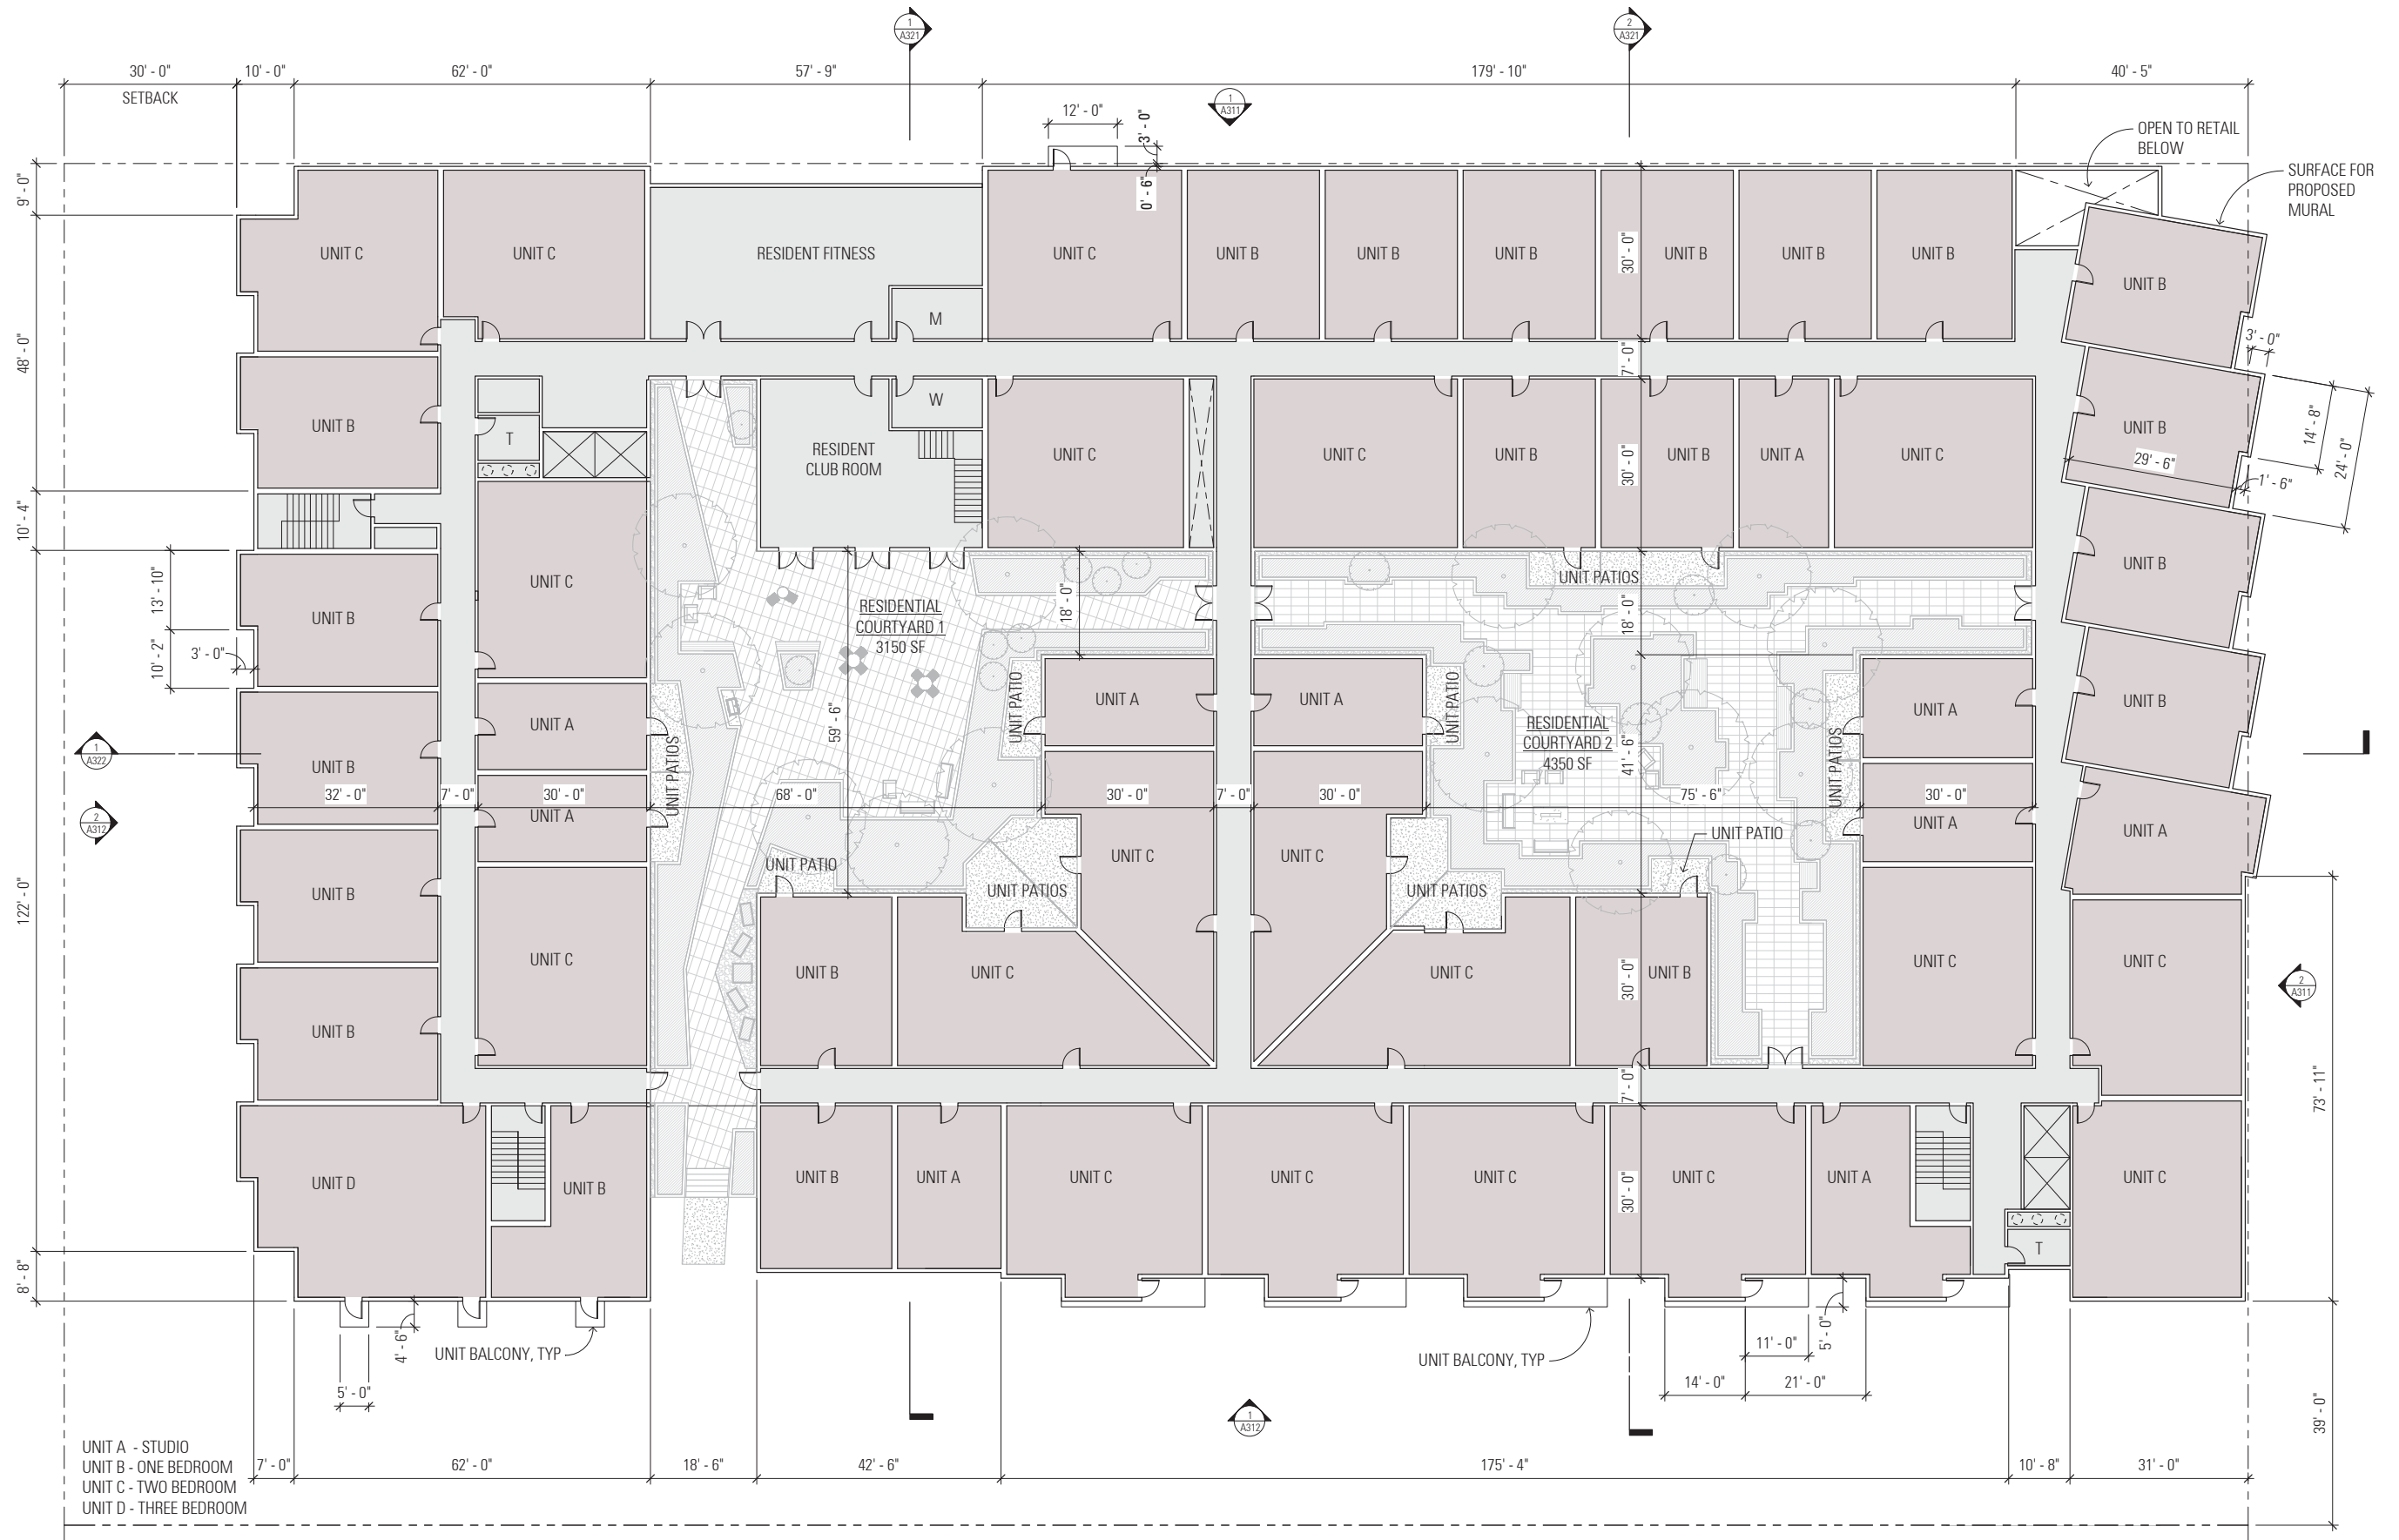 1
A321
2
A321
30' - 0"
10' - 0"
62' - 0"
57' - 9"
179' - 10"
40' - 5"
SETBACK
1
A311
12' - 0"
3' - 0"
0' - 6"
OPEN TO RETAIL
BELOW
SURFACE FOR
PROPOSED
MURAL
9' - 0"
48' - 0"
10' - 4"
122' - 0"
8' - 8"
UNIT C
UNIT C
RESIDENT FITNESS
M
UNIT C
UNIT B
UNIT B
UNIT B
30' - 0"
UNIT B
UNIT B
UNIT B
UNIT B
7' - 0"
3' - 0"
UNIT B
T
RESIDENT
CLUB ROOM
W
UNIT C
UNIT C
UNIT B
30' - 0"
UNIT B
UNIT A
UNIT C
UNIT B
29' - 6"
14' - 8"
24' - 0"
1' - 6"
13' - 10"
10' - 2"
3' - 0"
UNIT B
UNIT C
RESIDENTIAL
COURTYARD 1
3150 SF
18' - 0"
UNIT PATIOS
18' - 0"
UNIT B
UNIT A
UNIT PATIOS
59' - 6"
UNIT PATIO
UNIT A
UNIT A
UNIT PATIO
RESIDENTIAL
COURTYARD 2
4350 SF
41' - 6"
UNIT PATIOS
UNIT A
UNIT B
1
A322
2
A312
UNIT B
32' - 0"
7' - 0"
30' - 0"
UNIT A
68' - 0"
30' - 0"
7' - 0"
30' - 0"
75' - 6"
30' - 0"
UNIT A
UNIT A
UNIT PATIO
UNIT C
UNIT C
UNIT PATIO
UNIT PATIOS
UNIT PATIOS
UNIT B
UNIT C
UNIT B
UNIT C
UNIT C
30' - 0"
UNIT B
UNIT C
UNIT C
2
A311
UNIT B
7' - 0"
73' - 11"
UNIT D
UNIT B
UNIT B
UNIT A
UNIT C
UNIT C
UNIT C
30' - 0"
UNIT C
UNIT A
UNIT C
T
4' - 6"
UNIT BALCONY, TYP
5' - 0"
UNIT BALCONY, TYP
5' - 0"
11' - 0"
14' - 0"
21' - 0"
1
A312
39' - 0"
UNIT A - STUDIO
UNIT B - ONE BEDROOM
UNIT C - TWO BEDROOM
UNIT D - THREE BEDROOM
7' - 0"
62' - 0"
18' - 6"
42' - 6"
175' - 4"
10' - 8"
31' - 0"